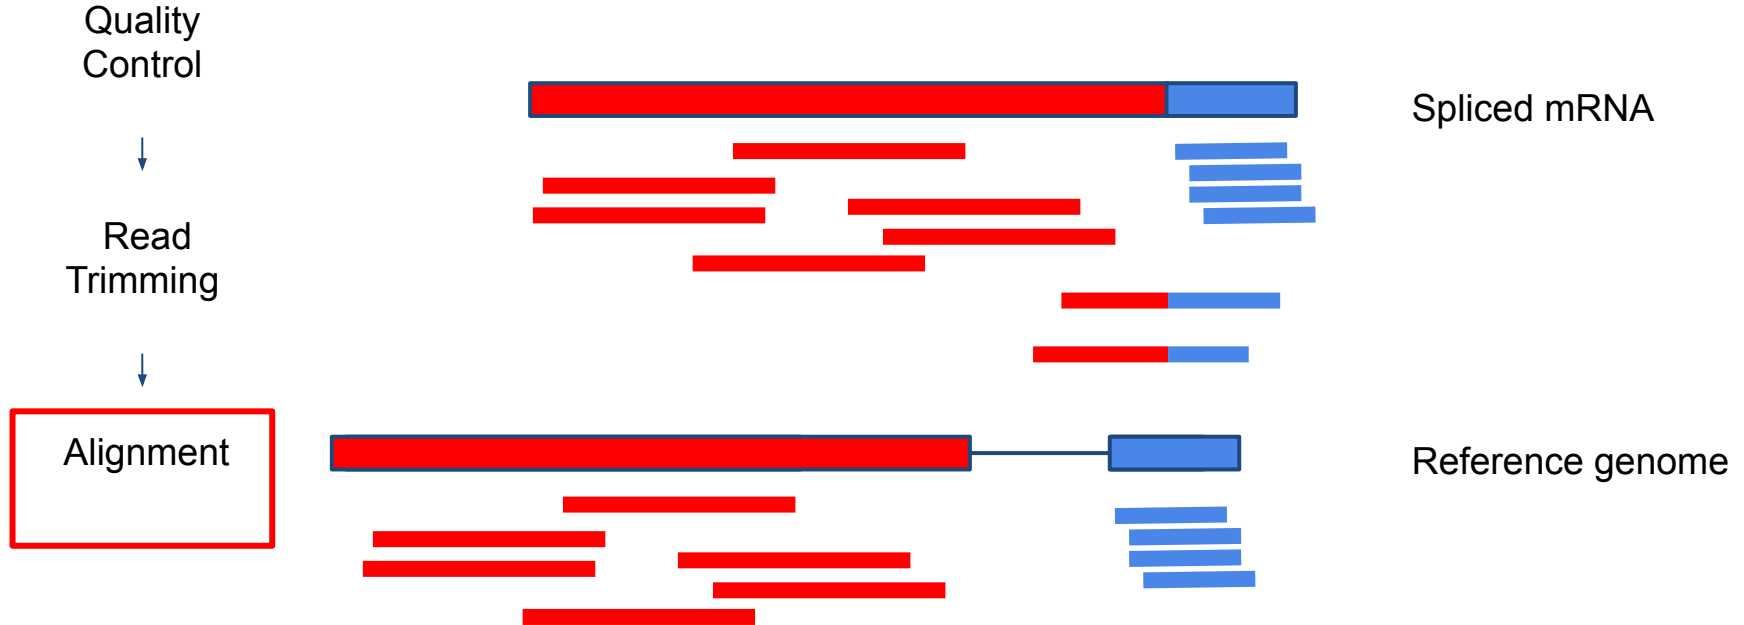 Quality
Control
Spliced mRNA
Read
Trimming
Alignment
Reference genome